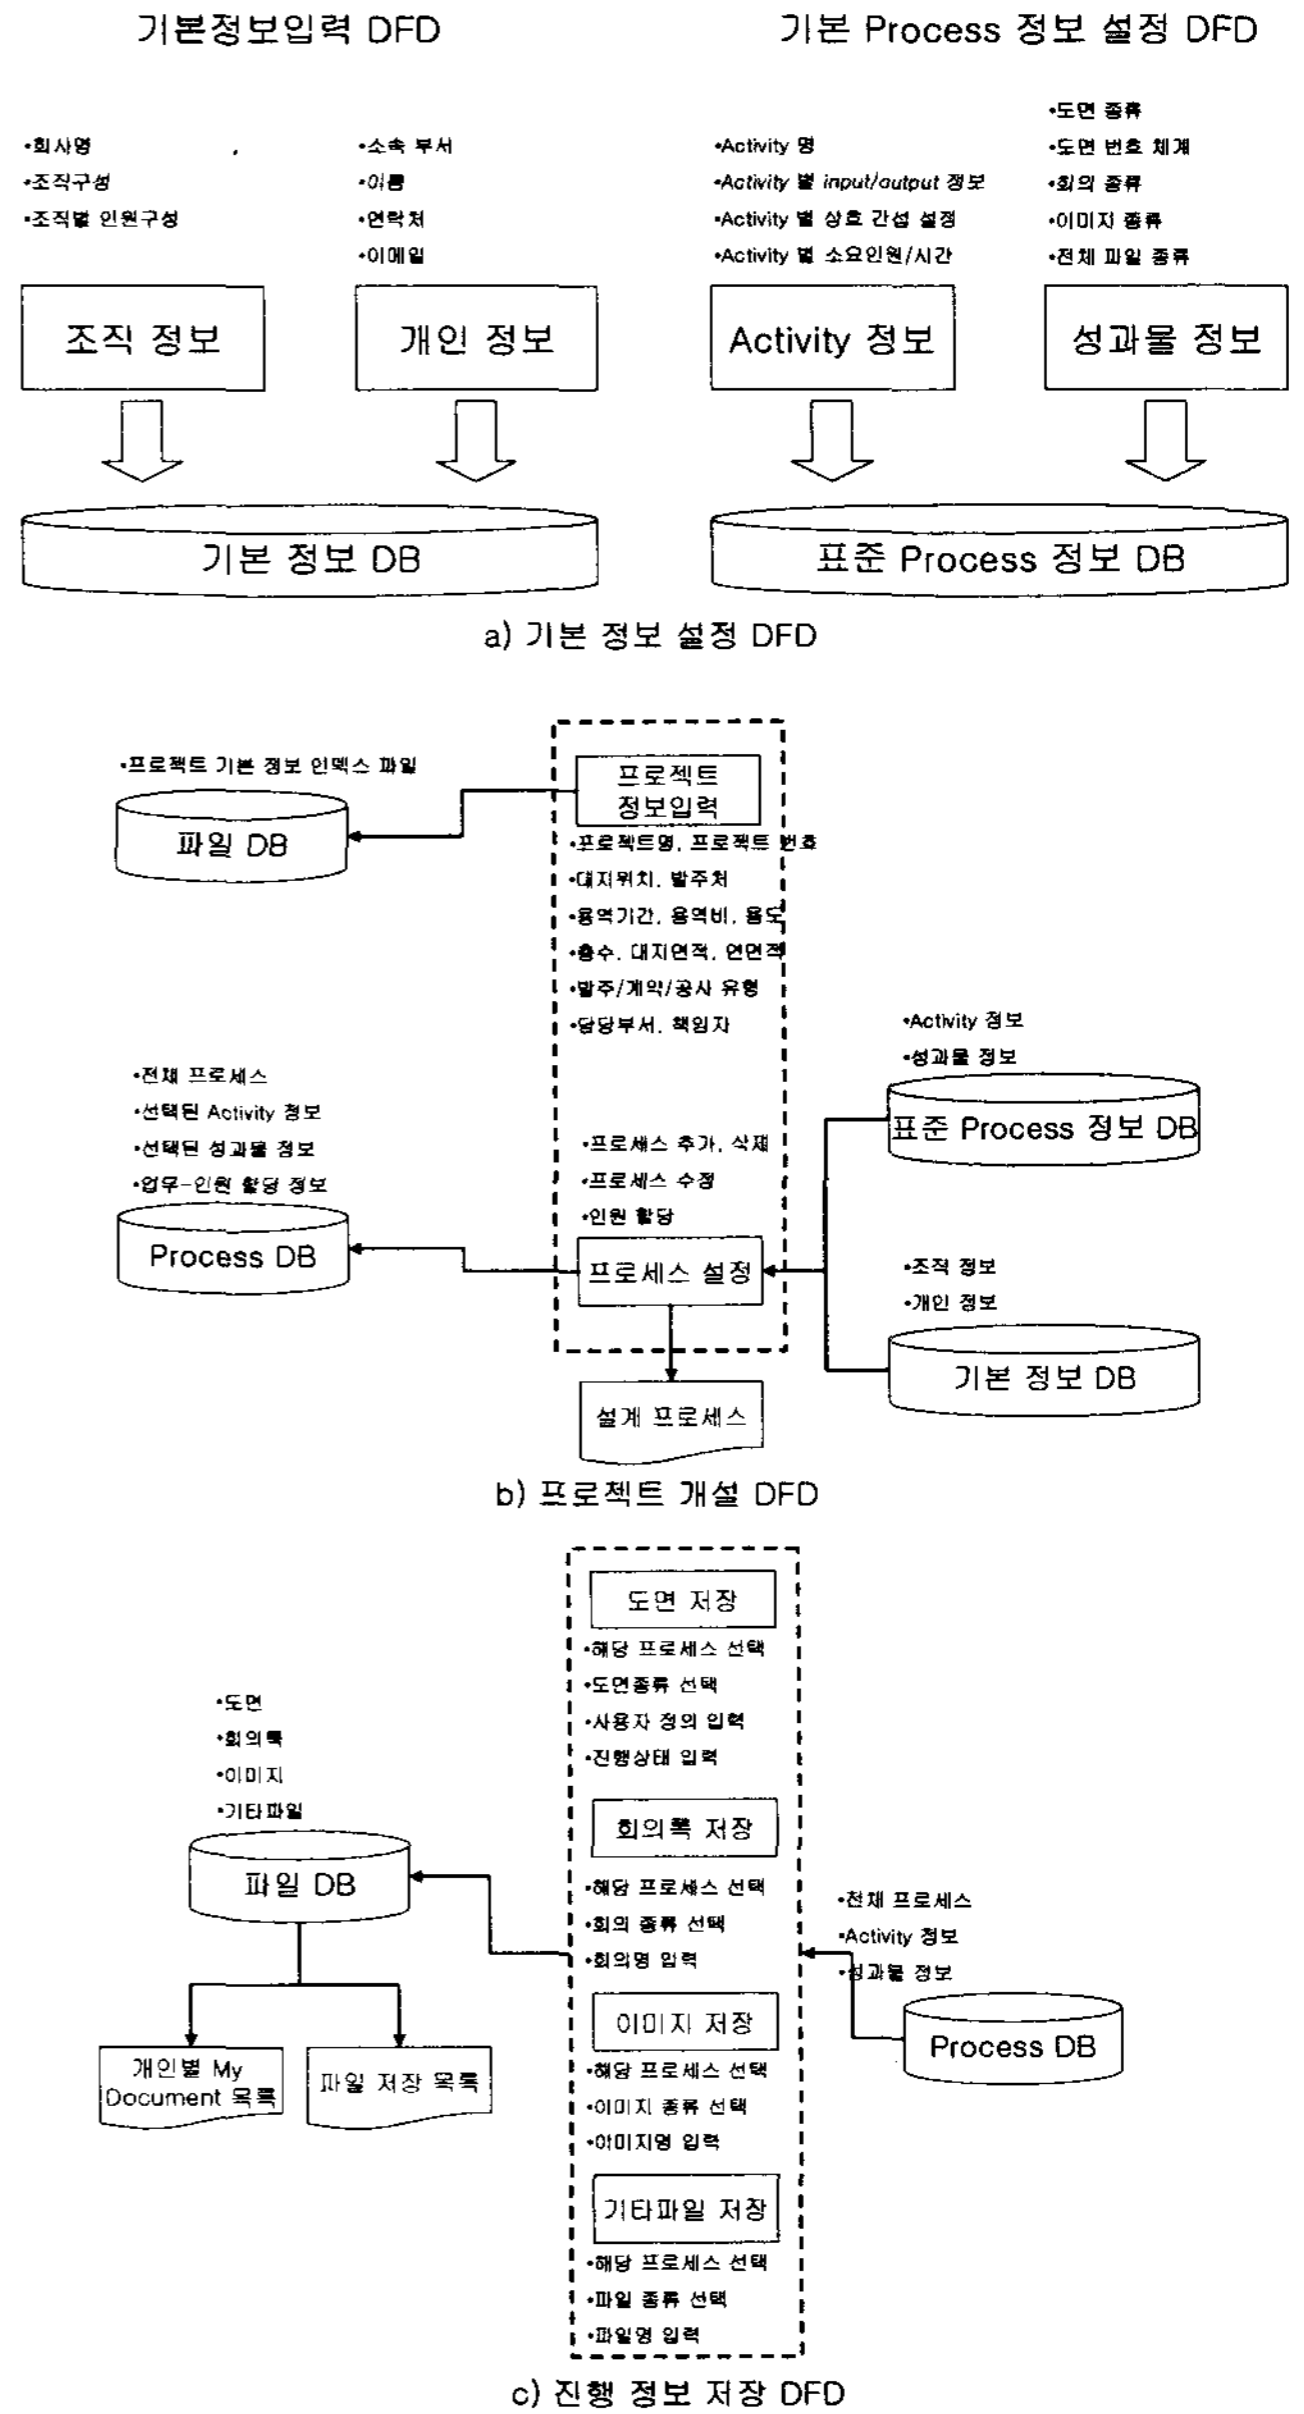 기본정보입력 DFD
기본 Process 정보 설정 DFD
•회사명
•조직구성
•조직별 인원구성
•소속 부서
•이름
•연락처
•이메일
•Activity 명
•Activity 별 input/output 정보
•Activity 별 상호 간섭 설정
•Activity 별 소요인원/시간
•도면 종류
•도면 번호 체계
•회의 종류
•이미지 종류
•전체 파일 종류
조직 정보
개인 정보
Activity 정보
성과물 정보
기본 정보 DB
표준 Process 정보 DB
a) 기본 정보 설정 DFD
•프로젝트 기본 정보 인덱스 파일
파일 DB
프로젝트
정보입력
•프로젝트명, 프로젝트 번호
•대지위치, 발주처
•용역기간, 용역비, 용도
•층수, 대지면적, 연면적
•발주/계약/공사 유형
•담당부서, 책임자
•전체 프로세스
•선택된 Activity 정보
•선택된 성과물 정보
•업무-인원 할당 정보
Process DB
•프로세스 추가, 삭제
•프로세스 수정
•인원 할당
프로세스 설정
•Activity 정보
•성과물 정보
표준 Process 정보 DB
•조직 정보
•개인 정보
기본 정보 DB
설계 프로세스
b) 프로젝트 개설 DFD
도면 저장
•해당 프로세스 선택
•도면종류 선택
•사용자 정의 입력
•진행상태 입력
회의록 저장
•해당 프로세스 선택
•회의 종류 선택
•회의명 입력
이미지 저장
•해당 프로세스 선택
•이미지 종류 선택
•이미지명 입력
기타파일 저장
•해당 프로세스 선택
•파일 종류 선택
•파일명 입력
•도면
•회의록
•이미지
•기타파일
파일 DB
개인별 My
Document 목록
파일 저장 목록
•전체 프로세스
•Activity 정보
•성과물 정보
Process DB
c) 진행 정보 저장 DFD